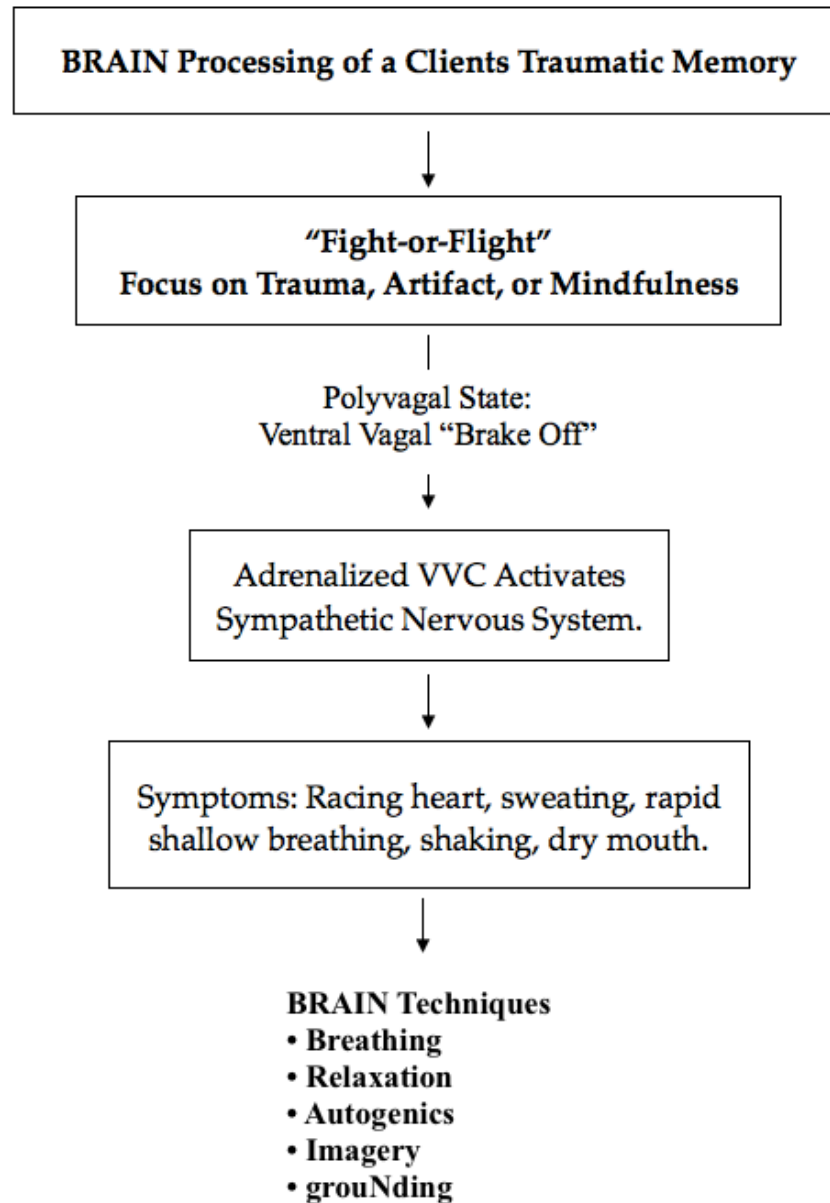 BRAIN Processing of a Clients Traumatic Memory
“Fight-or-Flight”
Focus on Trauma, Artifact, or Mindfulness
Polyvagal State:
Ventral Vagal “Brake Off”
Adrenalized VVC Activates
Sympathetic Nervous System.
Symptoms: Racing heart, sweating, rapid
shallow breathing, shaking, dry mouth.
BRAIN Techniques
• Breathing
• Relaxation
• Autogenics
• Imagery
• grouNding